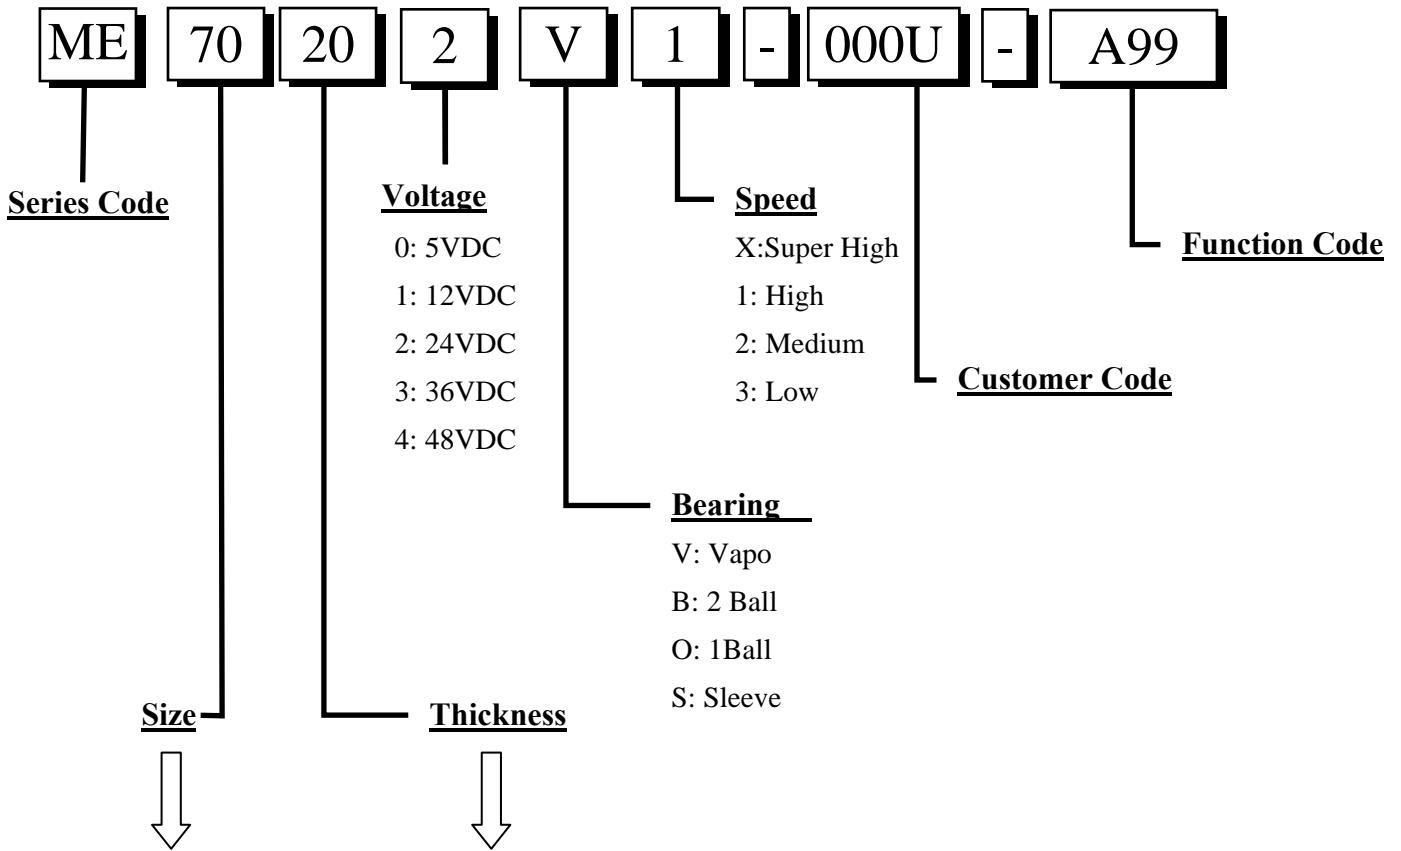 ME 70 20 2 V 1 - 000U - A99
Series Code
Voltage
0: 5VDC
1: 12VDC
2: 24VDC
3: 36VDC
4: 48VDC
Speed
X:Super High
1: High
2: Medium
3: Low
Function Code
Customer Code
Bearing
V: Vapo
B: 2 Ball
O: 1Ball
S: Sleeve
Size
Thickness